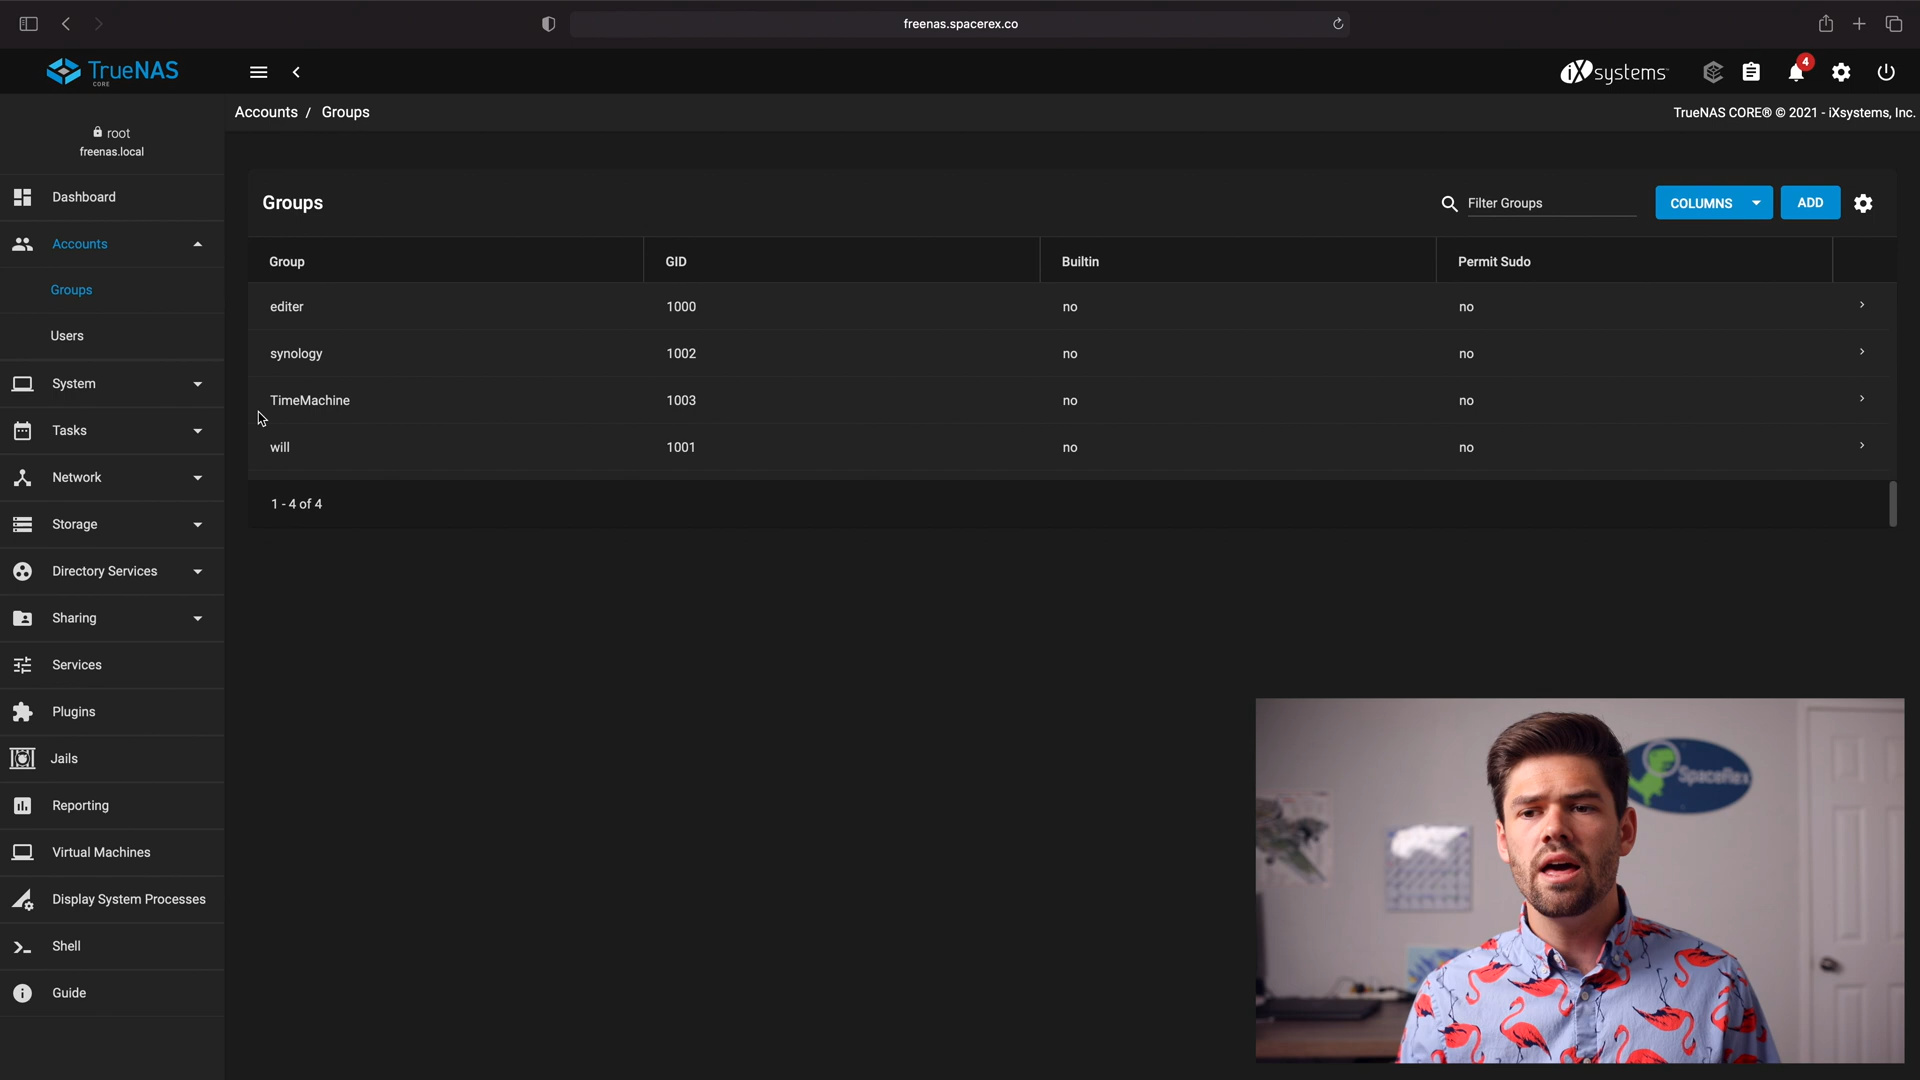 freenas.spacerex.co
TrueNAS
CORE
iXsystems
4
Accounts / Groups
TrueNAS CORE® © 2021 - iXsystems, Inc.
root
freenas.local
Dashboard
Accounts
Groups
Users
System
Tasks
Network
Storage
Directory Services
Sharing
Services
Plugins
Jails
Reporting
Virtual Machines
Display System Processes
Shell
Guide
Groups
Filter Groups
COLUMNS
ADD
Group GID Builtin Permit Sudo
editer 1000 no no
synology 1002 no no
TimeMachine 1003 no no
will 1001 no no
1 - 4 of 4
SpaceRex